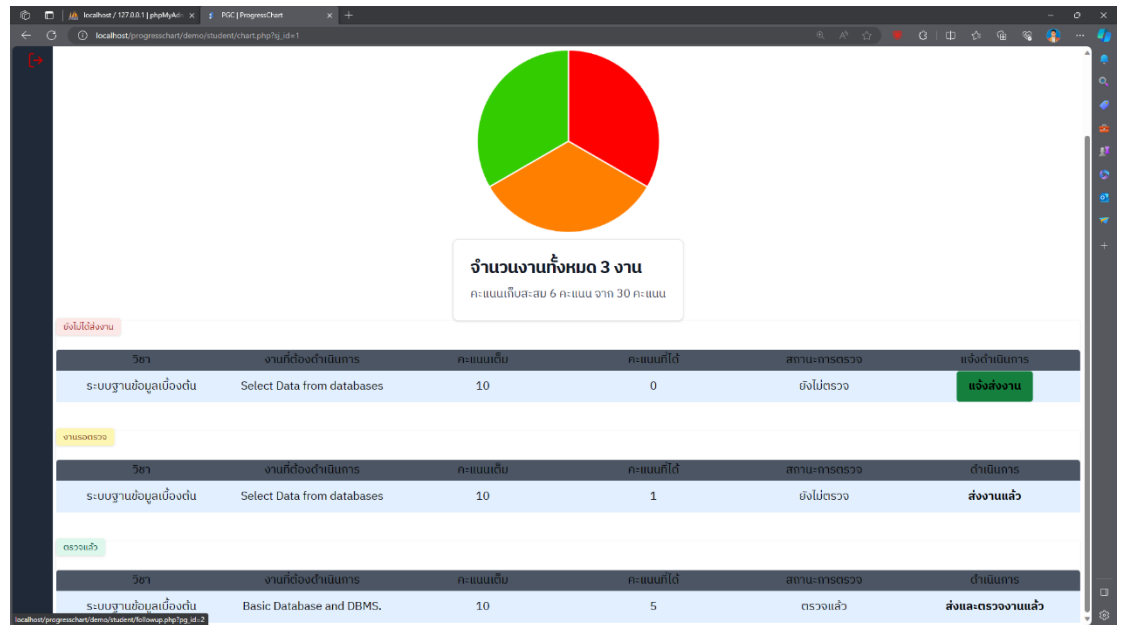 localhost / 127.0.0.1 | phpMyAd
PGC | ProgressChart
localhost/progresschart/demo/student/chart.php?sj_id=1
จำนวนงานทั้งหมด 3 งาน
คะแนนเก็บสะสม 6 คะแนน จาก 30 คะแนน
ยังไม่ได้ส่งงาน
วิชา งานที่ต้องดำเนินการ คะแนนเต็ม คะแนนที่ได้ สถานะการตรวจ แจ้งดำเนินการ
ระบบฐานข้อมูลเบื้องต้น Select Data from databases 10 0 ยังไม่ตรวจ แจ้งส่งงาน
งานรอตรวจ
วิชา งานที่ต้องดำเนินการ คะแนนเต็ม คะแนนที่ได้ สถานะการตรวจ ดำเนินการ
ระบบฐานข้อมูลเบื้องต้น Select Data from databases 10 1 ยังไม่ตรวจ ส่งงานแล้ว
ตรวจแล้ว
วิชา งานที่ต้องดำเนินการ คะแนนเต็ม คะแนนที่ได้ สถานะการตรวจ ดำเนินการ
ระบบฐานข้อมูลเบื้องต้น Basic Database and DBMS. 10 5 ตรวจแล้ว ส่งและตรวจงานแล้ว
localhost/progresschart/demo/student/followup.php?pg_id=2